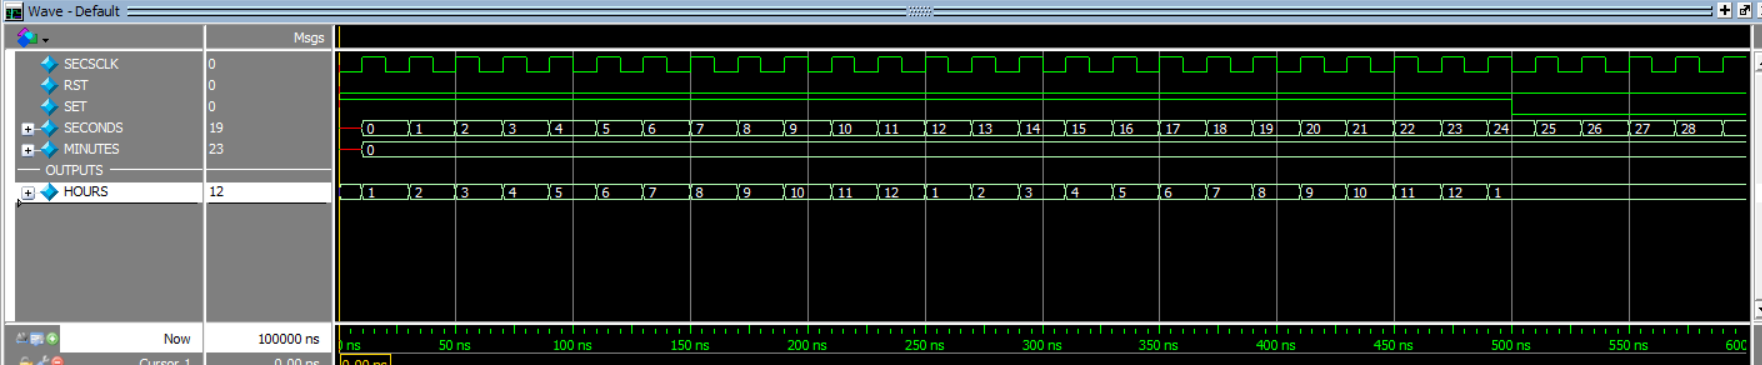 Wave - Default
Msgs
SECSCLK 0
RST 0
SET 0
SECONDS 19 0 1 2 3 4 5 6 7 8 9 10 11 12 13 14 15 16 17 18 19 20 21 22 23 24 25 26 27 28
MINUTES 23 0
OUTPUTS
HOURS 12 1 2 3 4 5 6 7 8 9 10 11 12 1 2 3 4 5 6 7 8 9 10 11 12 1
Now 100000 ns ns 50 ns 100 ns 150 ns 200 ns 250 ns 300 ns 350 ns 400 ns 450 ns 500 ns 550 ns 600
Cursor 1 0.00 ns 0.00 ns